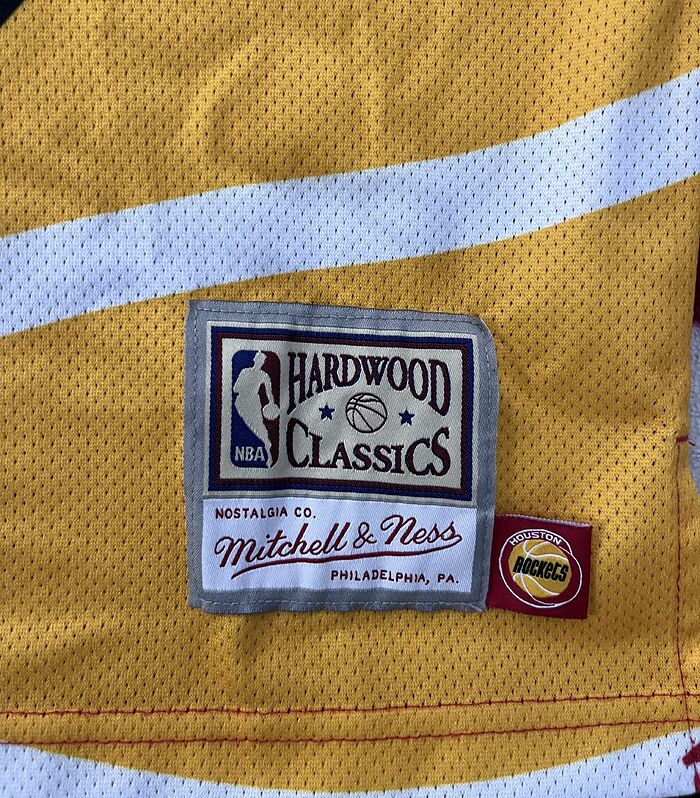 HARDWOOD
NBA
CLASSICS
NOSTALGIA CO.
Mitchell & Ness
PHILADELPHIA, PA.
HOUSTON
ROCKETS